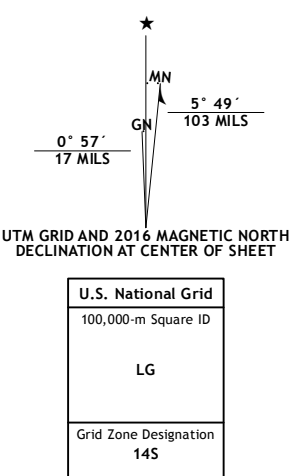 ★
MN
5° 49´
103 MILS
GN
0° 57´
17 MILS
UTM GRID AND 2016 MAGNETIC NORTH
DECLINATION AT CENTER OF SHEET
U.S. National Grid
100,000-m Square ID
LG
Grid Zone Designation
14S